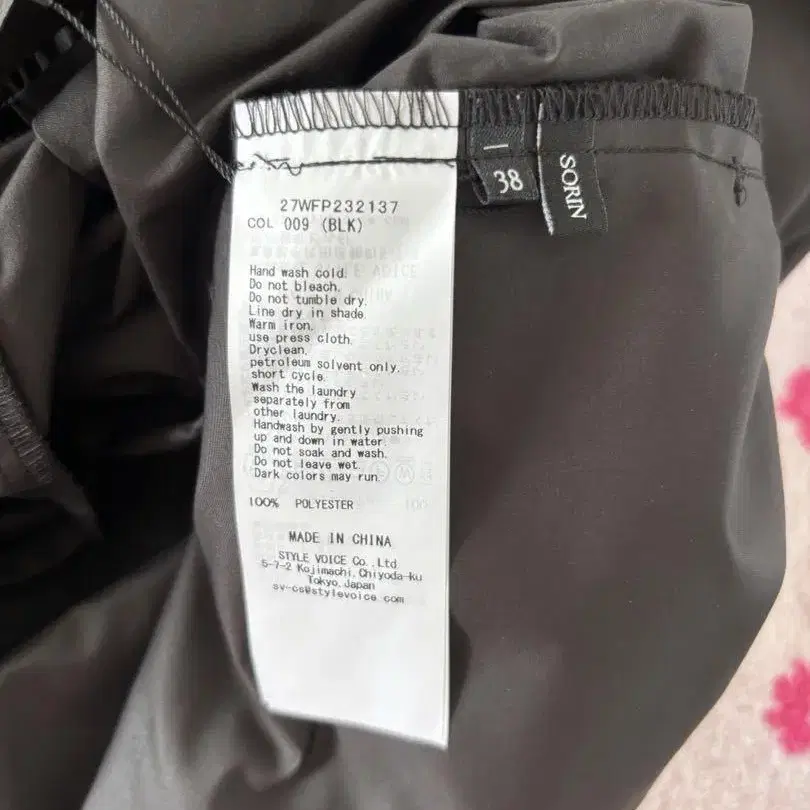 27WFP232137
COL 009 (BLK)
Hand wash cold.
Do not bleach.
Do not tumble dry.
Line dry in shade.
Warm iron.
use press cloth.
Dryclean,
petroleum solvent only.
short cycle.
Wash the laundry
separately from
other laundry.
Handwash by gently pushing
up and down in water.
Do not soak and wash.
Do not leave wet.
Dark colors may run.
100% POLYESTER
MADE IN CHINA
STYLE VOICE Co.,Ltd
5-7-2 Kojimachi,Chiyoda-ku
Tokyo,Japan
sv-cs@stylevoice.com
38
SORIN